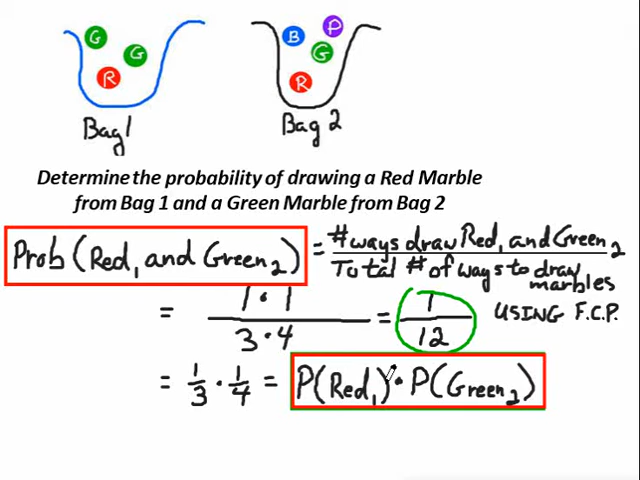 G G R B P G R
Bag 1 Bag 2
Determine the probability of drawing a Red Marble
from Bag 1 and a Green Marble from Bag 2
Prob (Red₁ and Green₂) = # ways draw Red₁ and Green₂
Total # of ways to draw marbles
= 1 · 1 / 3 · 4 = 1 / 12 USING F.C.P.
= 1/3 · 1/4 = P(Red₁) · P(Green₂)